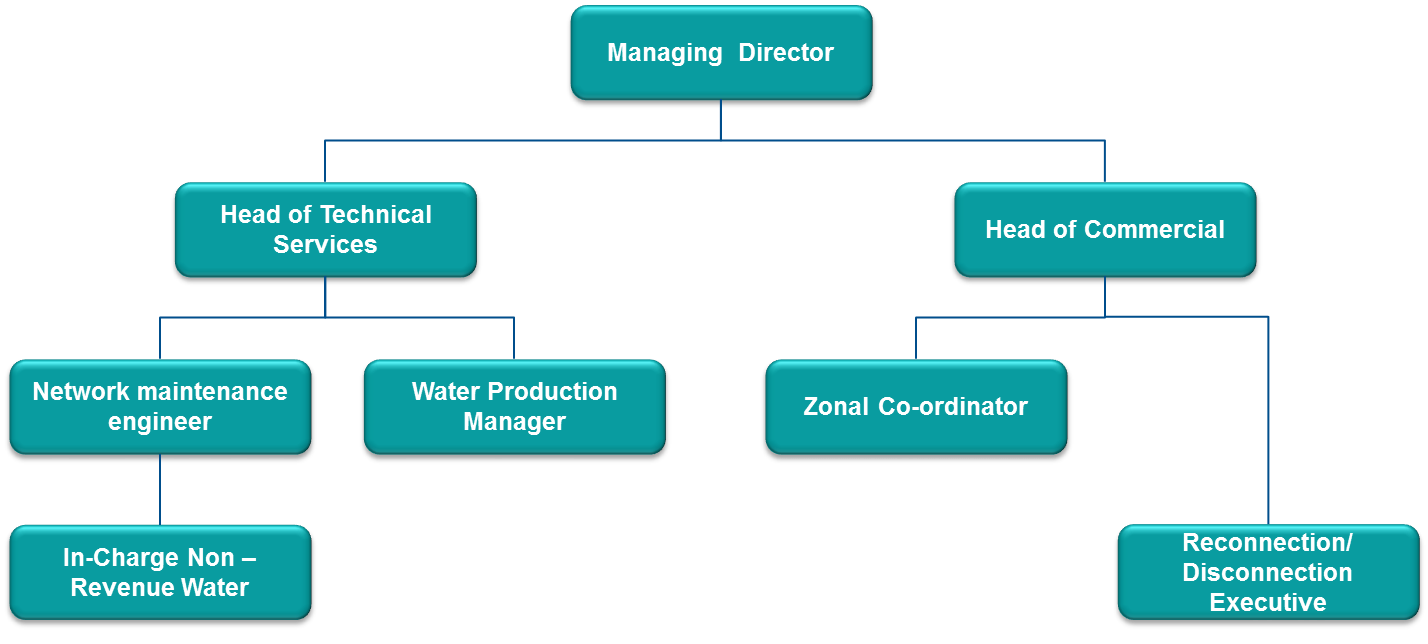 Managing  Director
Head of Technical
Services
Head of Commercial
Network maintenance
engineer
Water Production
Manager
Zonal Co-ordinator
In-Charge Non –
Revenue Water
Reconnection/
Disconnection
Executive